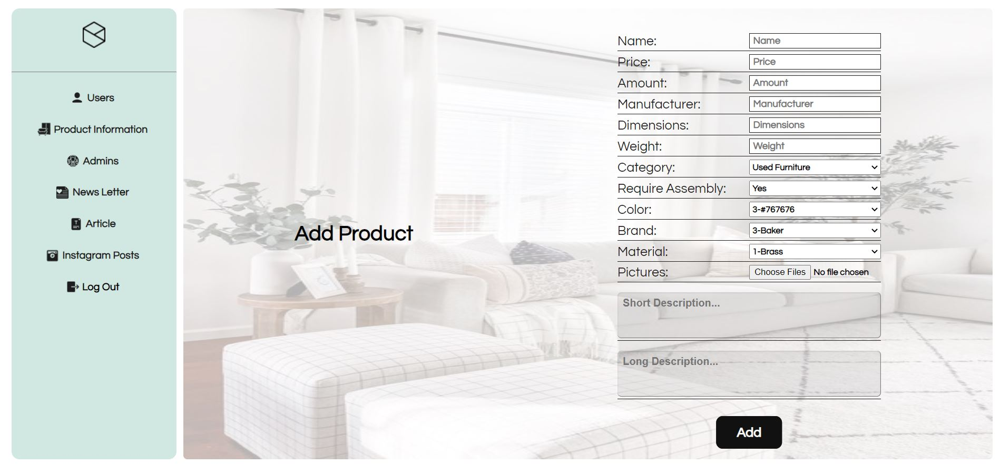 Users
Product Information
Admins
News Letter
Article
Instagram Posts
Log Out
Add Product
Name: Name
Price: Price
Amount: Amount
Manufacturer: Manufacturer
Dimensions: Dimensions
Weight: Weight
Category: Used Furniture
Require Assembly: Yes
Color: 3-#767676
Brand: 3-Baker
Material: 1-Brass
Pictures: Choose Files No file chosen
Short Description...
Long Description...
Add